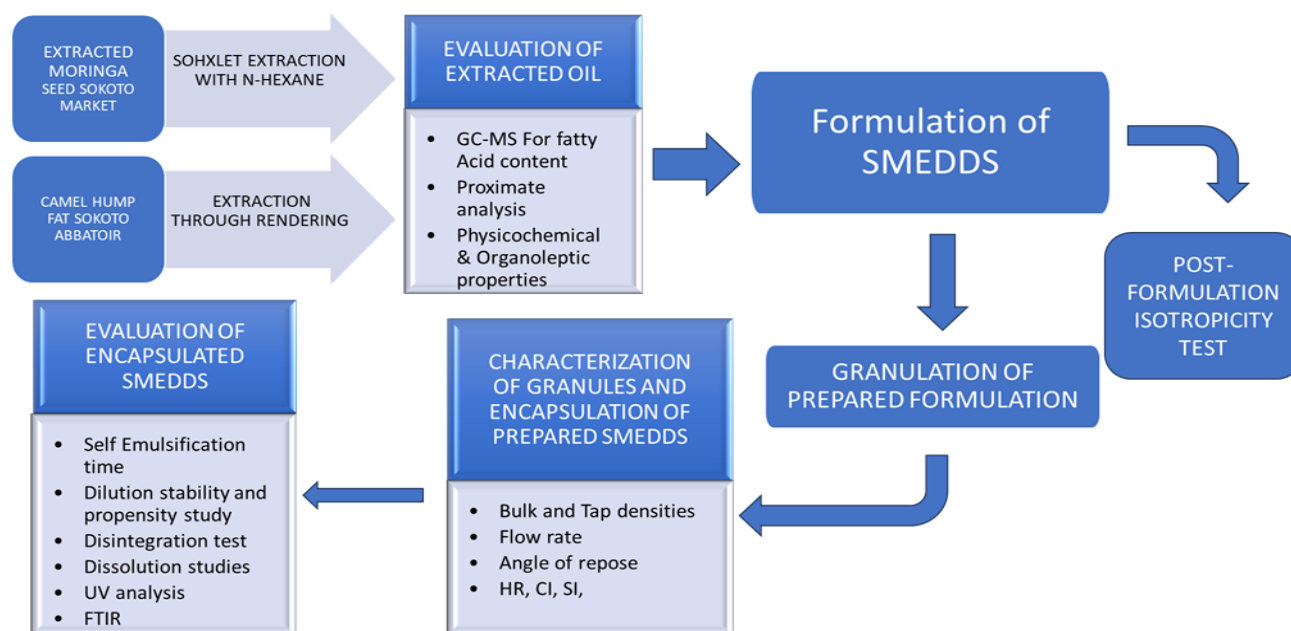 EXTRACTED
MORINGA
SEED SOKOTO
MARKET
SOHXLET EXTRACTION
WITH N-HEXANE
CAMEL HUMP
FAT SOKOTO
ABBATOIR
EXTRACTION
THROUGH RENDERING
EVALUATION OF
EXTRACTED OIL
• GC-MS For fatty
Acid content
• Proximate
analysis
• Physicochemical
& Organoleptic
properties
Formulation of
SMEDDS
POST-
FORMULATION
ISOTROPICITY
TEST
GRANULATION OF
PREPARED FORMULATION
CHARACTERIZATION
OF GRANULES AND
ENCAPSULATION OF
PREPARED SMEDDS
• Bulk and Tap densities
• Flow rate
• Angle of repose
• HR, CI, SI,
EVALUATION OF
ENCAPSULATED
SMEDDS
• Self Emulsification
time
• Dilution stability and
propensity study
• Disintegration test
• Dissolution studies
• UV analysis
• FTIR